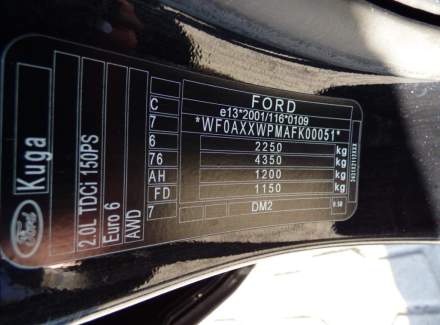 FORD
e13*2001/116*0109
*WF0AXXWPMAFK00051*
2250 kg
4350 kg
1200 kg
1150 kg
DM2
C
7
6
76
AH
FD
7
Ford
Kuga
2.0L TDCi 150PS
Euro 6
AWD